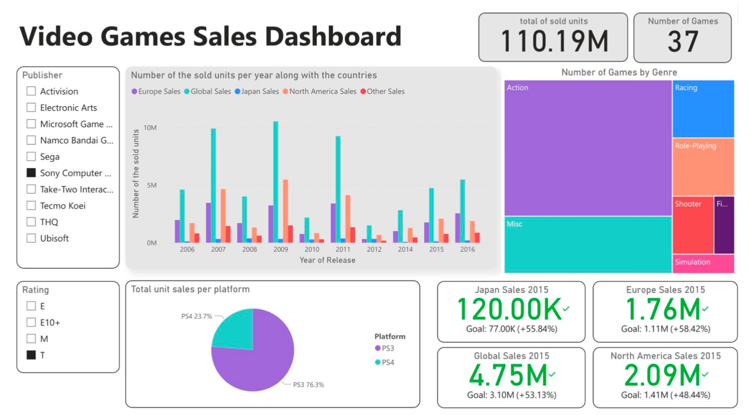 Video Games Sales Dashboard
total of sold units
110.19M
Number of Games
37
Publisher
Activision
Electronic Arts
Microsoft Game ...
Namco Bandai G...
Sega
Sony Computer ...
Take-Two Interac...
Tecmo Koei
THQ
Ubisoft
Number of the sold units per year along with the countries
Europe Sales Global Sales Japan Sales North America Sales Other Sales
Number of the sold units
10M
5M
0M
2006 2007 2008 2009 2010 2011 2012 2014 2015 2016
Year of Release
Number of Games by Genre
Action
Misc
Racing
Role-Playing
Shooter
Fi...
Simulation
Rating
E
E10+
M
T
Total unit sales per platform
PS4 23.7%
PS3 76.3%
Platform
PS3
PS4
Japan Sales 2015
120.00K
Goal: 77.00K (+55.84%)
Europe Sales 2015
1.76M
Goal: 1.11M (+58.42%)
Global Sales 2015
4.75M
Goal: 3.10M (+53.13%)
North America Sales 2015
2.09M
Goal: 1.41M (+48.44%)